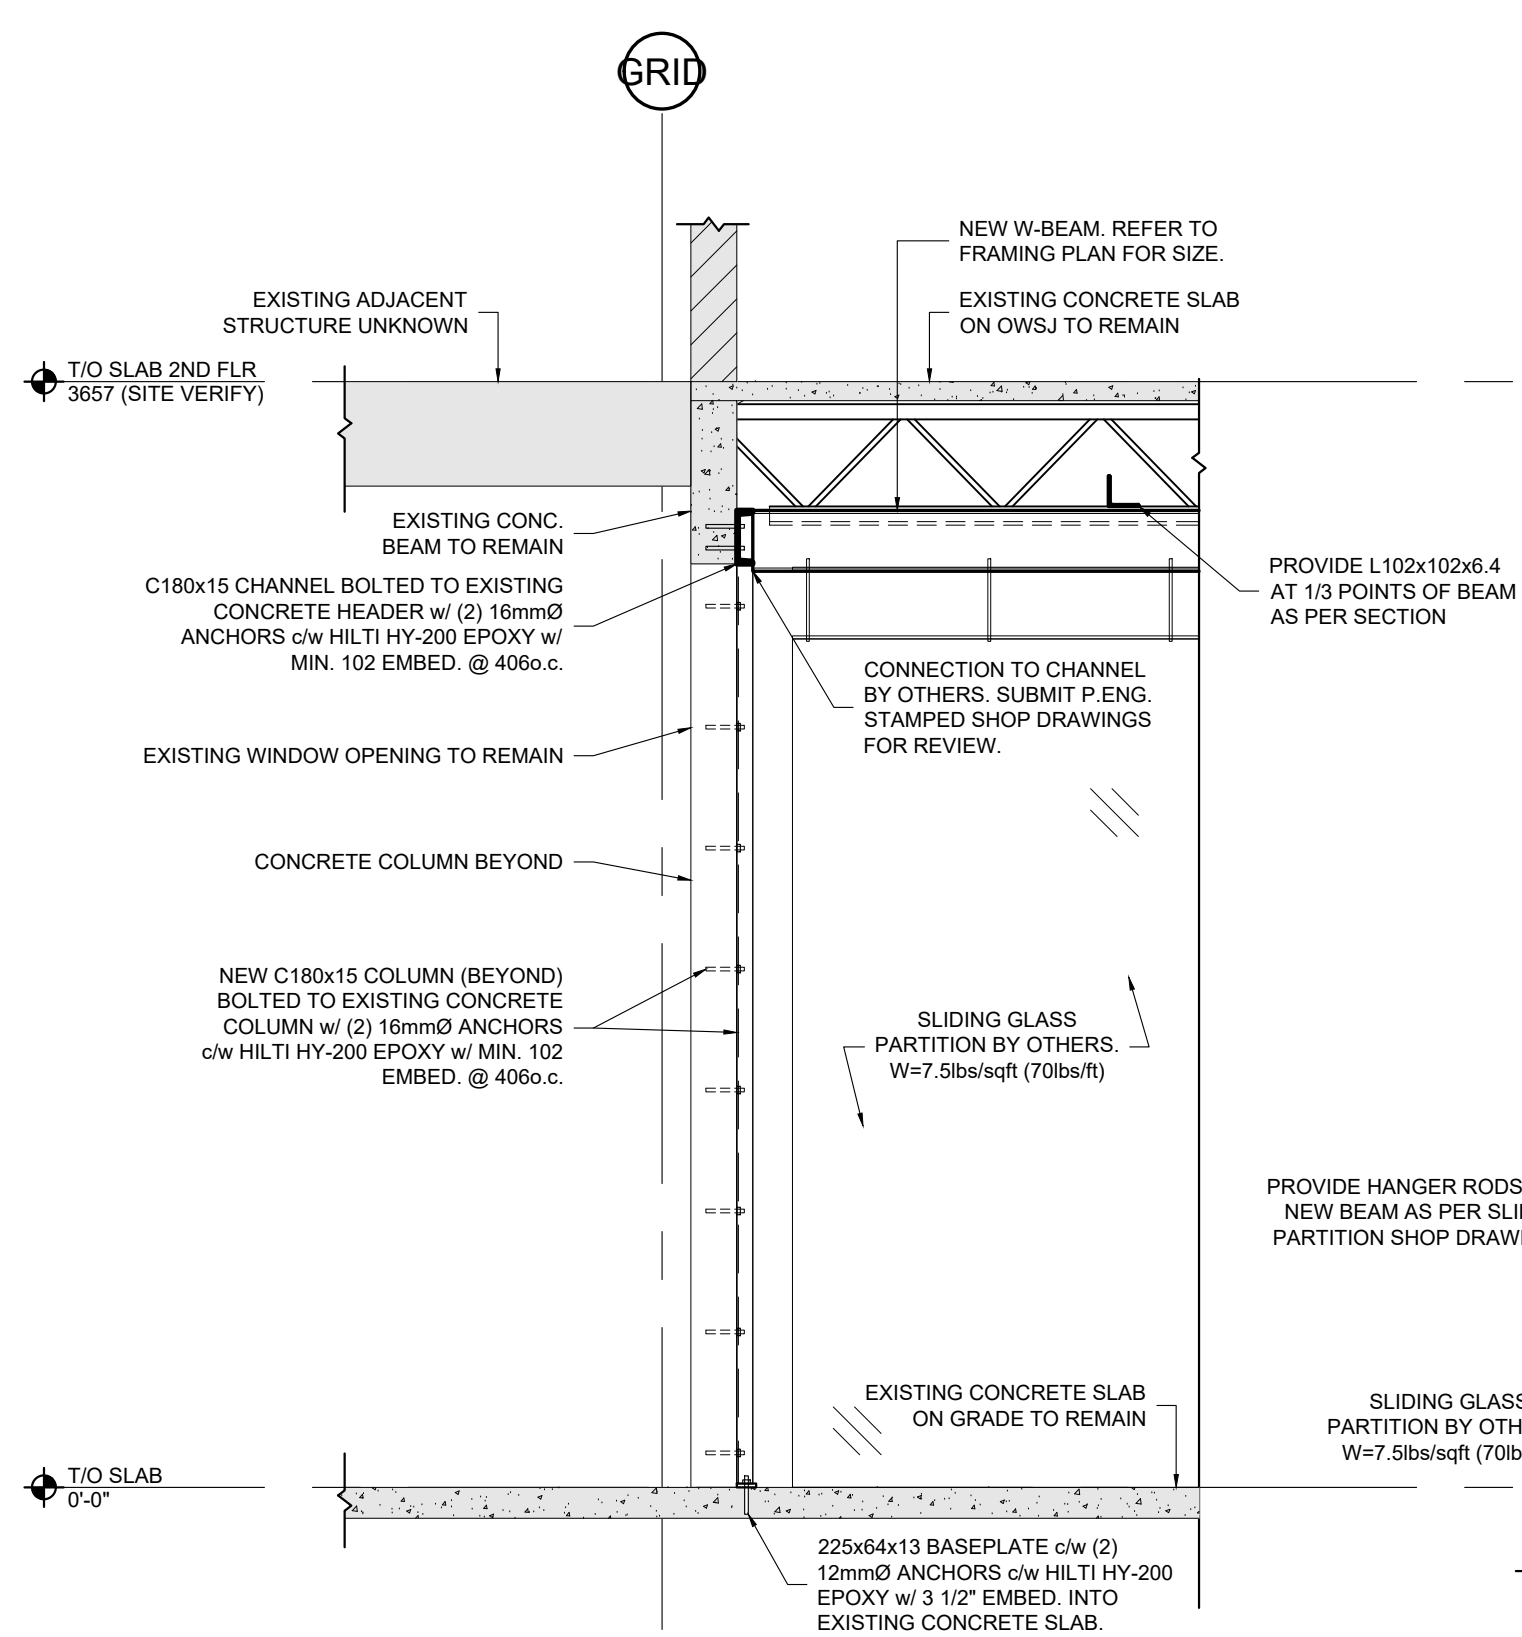 GRID
NEW W-BEAM. REFER TO
FRAMING PLAN FOR SIZE.
EXISTING ADJACENT
STRUCTURE UNKNOWN
EXISTING CONCRETE SLAB
ON OWSJ TO REMAIN
T/O SLAB 2ND FLR
3657 (SITE VERIFY)
EXISTING CONC.
BEAM TO REMAIN
C180x15 CHANNEL BOLTED TO EXISTING
CONCRETE HEADER w/ (2) 16mmØ
ANCHORS c/w HILTI HY-200 EPOXY w/
MIN. 102 EMBED. @ 406o.c.
PROVIDE L102x102x6.4
AT 1/3 POINTS OF BEAM
AS PER SECTION
CONNECTION TO CHANNEL
BY OTHERS. SUBMIT P.ENG.
STAMPED SHOP DRAWINGS
FOR REVIEW.
EXISTING WINDOW OPENING TO REMAIN
CONCRETE COLUMN BEYOND
NEW C180x15 COLUMN (BEYOND)
BOLTED TO EXISTING CONCRETE
COLUMN w/ (2) 16mmØ ANCHORS
c/w HILTI HY-200 EPOXY w/ MIN. 102
EMBED. @ 406o.c.
SLIDING GLASS
PARTITION BY OTHERS.
W=7.5lbs/sqft (70lbs/ft)
PROVIDE HANGER RODS
NEW BEAM AS PER SLI
PARTITION SHOP DRAW
EXISTING CONCRETE SLAB
ON GRADE TO REMAIN
SLIDING GLASS
PARTITION BY OTH
W=7.5lbs/sqft (70lb
T/O SLAB
0'-0"
225x64x13 BASEPLATE c/w (2)
12mmØ ANCHORS c/w HILTI HY-200
EPOXY w/ 3 1/2" EMBED. INTO
EXISTING CONCRETE SLAB.